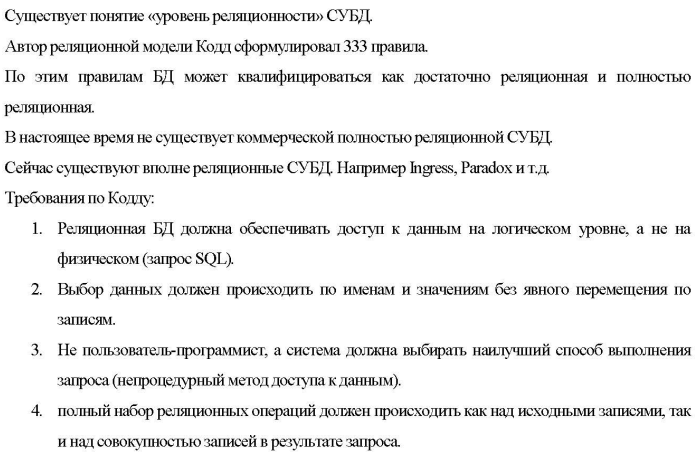 Существует понятие «уровень реляционности» СУБД.
Автор реляционной модели Кодд сформулировал 333 правила.
По этим правилам БД может квалифицироваться как достаточно реляционная и полностью
реляционная.
В настоящее время не существует коммерческой полностью реляционной СУБД.
Сейчас существуют вполне реляционные СУБД. Например Ingress, Paradox и т.д.
Требования по Кодду:
1. Реляционная БД должна обеспечивать доступ к данным на логическом уровне, а не на
физическом (запрос SQL).
2. Выбор данных должен происходить по именам и значениям без явного перемещения по
записям.
3. Не пользователь-программист, а система должна выбирать наилучший способ выполнения
запроса (непроцедурный метод доступа к данным).
4. полный набор реляционных операций должен происходить как над исходными записями, так
и над совокупностью записей в результате запроса.